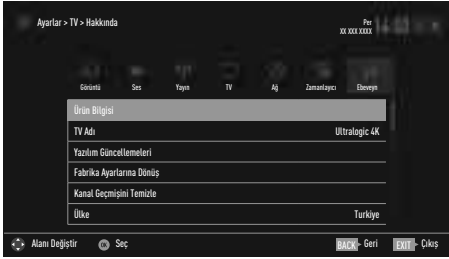 Ayarlar > TV > Hakkında
Per
XX XXX XXXX
Görüntü Ses Yayın TV Ağ Zamanlayıcı Ebeveyn
Ürün Bilgisi
TV Adı Ultralogic 4K
Yazılım Güncellemeleri
Fabrika Ayarlarına Dönüş
Kanal Geçmişini Temizle
Ülke Turkiye
Alanı Değiştir OK Seç BACK Geri EXIT Çıkış